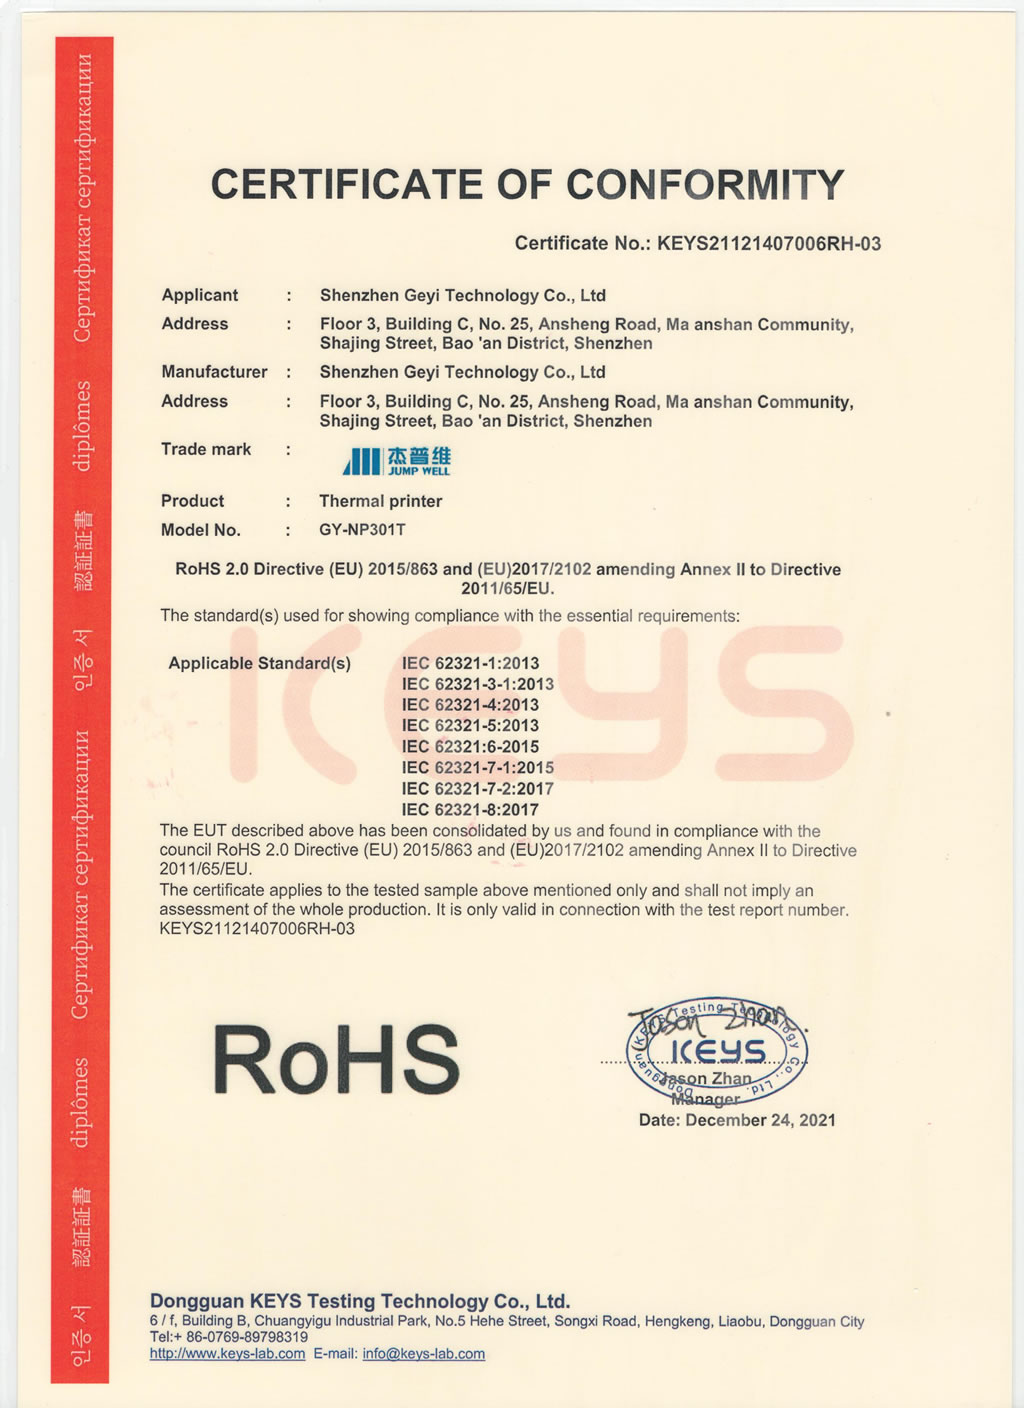 CERTIFICATE OF CONFORMITY
Certificate No.: KEYS21121407006RH-03
Applicant : Shenzhen Geyi Technology Co., Ltd
Address : Floor 3, Building C, No. 25, Ansheng Road, Ma anshan Community,
Shajing Street, Bao 'an District, Shenzhen
Manufacturer : Shenzhen Geyi Technology Co., Ltd
Address : Floor 3, Building C, No. 25, Ansheng Road, Ma anshan Community,
Shajing Street, Bao 'an District, Shenzhen
Trade mark :
杰普维
JUMP WELL
Product : Thermal printer
Model No. : GY-NP301T
RoHS 2.0 Directive (EU) 2015/863 and (EU)2017/2102 amending Annex II to Directive
2011/65/EU.
The standard(s) used for showing compliance with the essential requirements:
KEYS
Applicable Standard(s) IEC 62321-1:2013
IEC 62321-3-1:2013
IEC 62321-4:2013
IEC 62321-5:2013
IEC 62321:6-2015
IEC 62321-7-1:2015
IEC 62321-7-2:2017
IEC 62321-8:2017
The EUT described above has been consolidated by us and found in compliance with the
council RoHS 2.0 Directive (EU) 2015/863 and (EU)2017/2102 amending Annex II to Directive
2011/65/EU.
The certificate applies to the tested sample above mentioned only and shall not imply an
assessment of the whole production. It is only valid in connection with the test report number.
KEYS21121407006RH-03
RoHS
Jason Zhan
Dongguan KEYS Testing Technology Co., Ltd.
KEYS
Jason Zhan
Manager
Date: December 24, 2021
Dongguan KEYS Testing Technology Co., Ltd.
6 / f, Building B, Chuangyigu Industrial Park, No.5 Hehe Street, Songxi Road, Hengkeng, Liaobu, Dongguan City
Tel:+ 86-0769-89798319
http://www.keys-lab.com E-mail: info@keys-lab.com
인증 서 認証証書 diplômes Сертификат сертификации 인증 서 認証証書 diplômes Сертификат сертификации